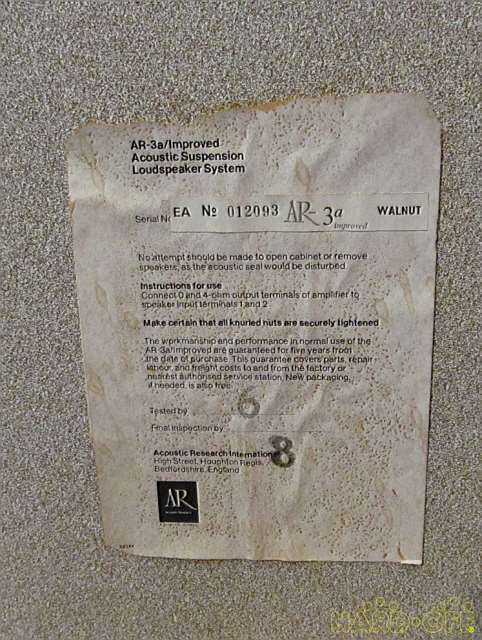 AR-3a/Improved
Acoustic Suspension
Loudspeaker System
Serial No
EA № 012093 AR-3a Improved WALNUT
No attempt should be made to open cabinet or remove
speakers, as the acoustic seal would be disturbed.
Instructions for use
Connect 0 and 4-ohm output terminals of amplifier to
speaker input terminals 1 and 2.
Make certain that all knurled nuts are securely tightened
The workmanship and performance in normal use of the
AR-3a/improved are guaranteed for five years from
the date of purchase. This guarantee covers parts, repair
labour, and freight costs to and from the factory or
nearest authorised service station. New packaging,
if needed, is also free.
Tested by 6
Final inspection by 8
Acoustic Research International
High Street, Houghton Regis,
Bedfordshire, England
AR
HARD-OFF